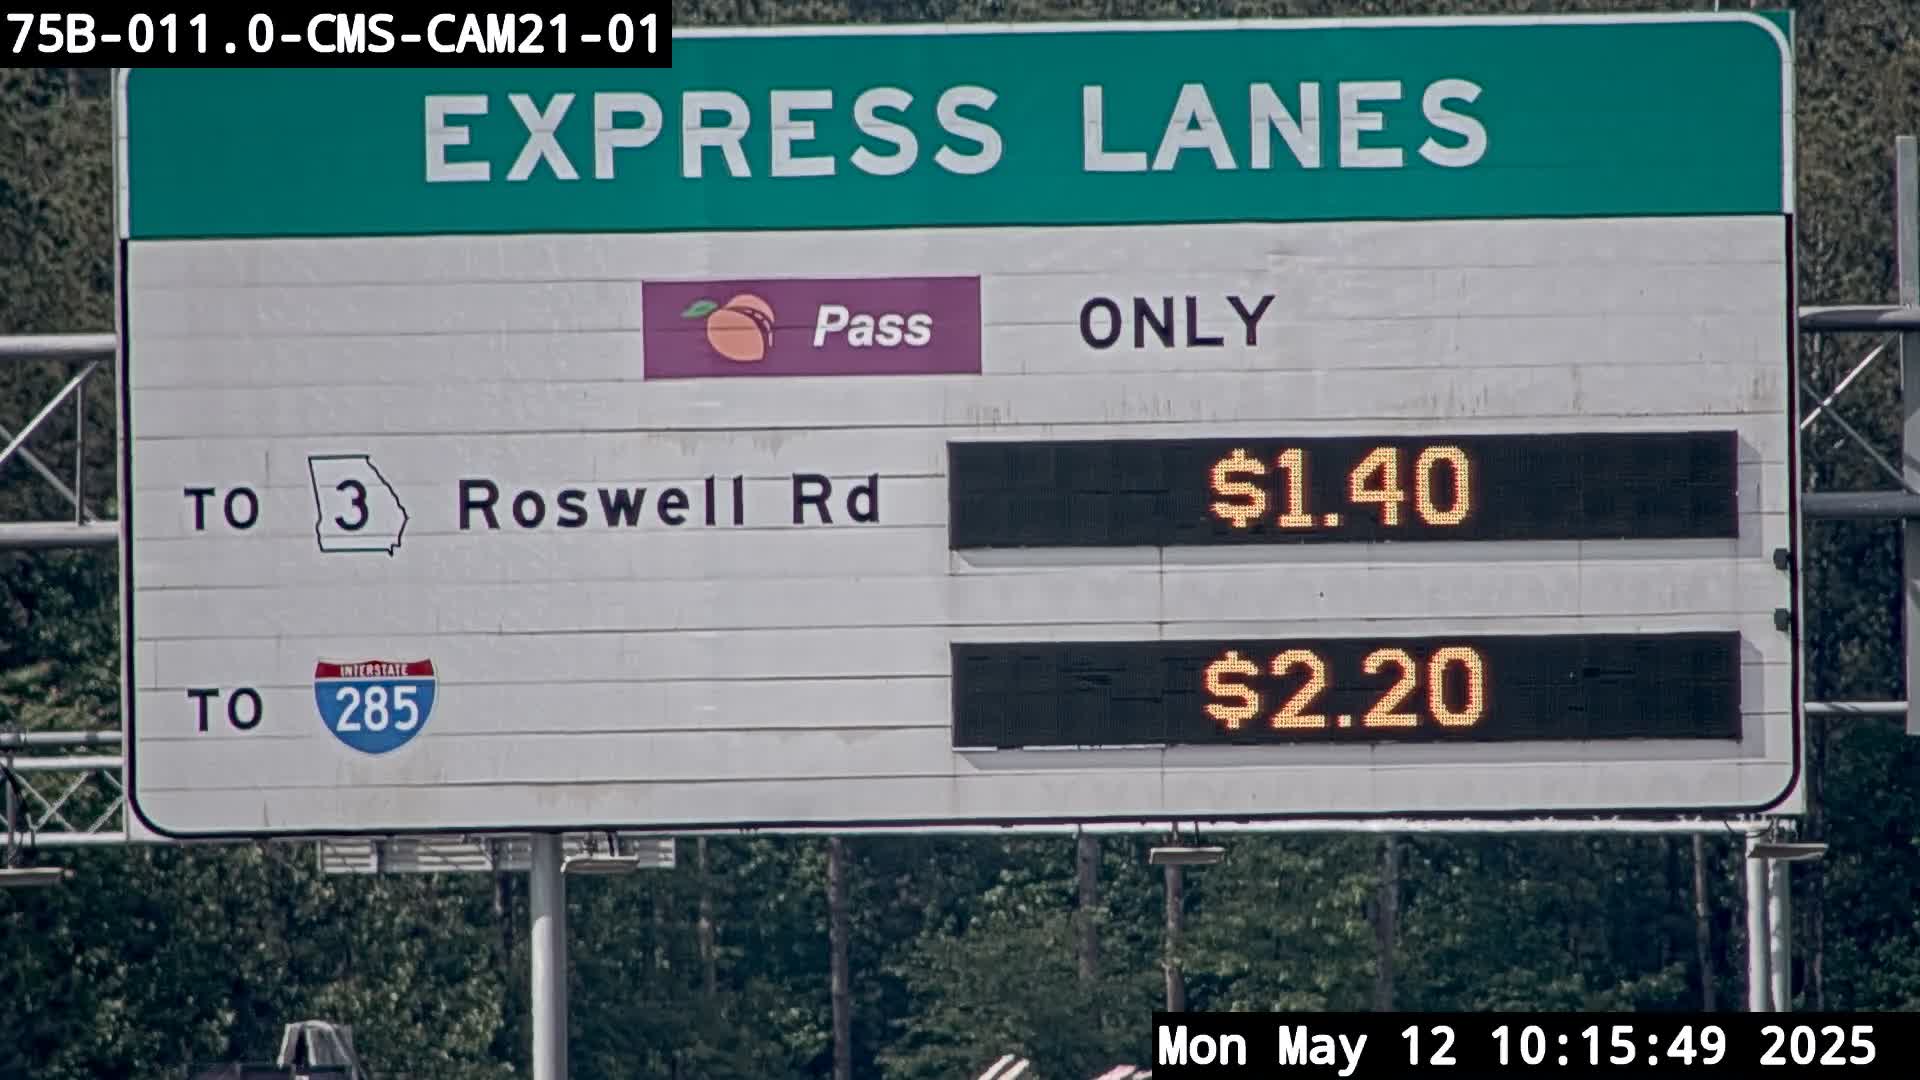 75B-011.0-CMS-CAM21-01
EXPRESS LANES
Pass ONLY
TO 3 Roswell Rd $1.40
INTERSTATE
TO 285 $2.20
Mon May 12 10:15:49 2025